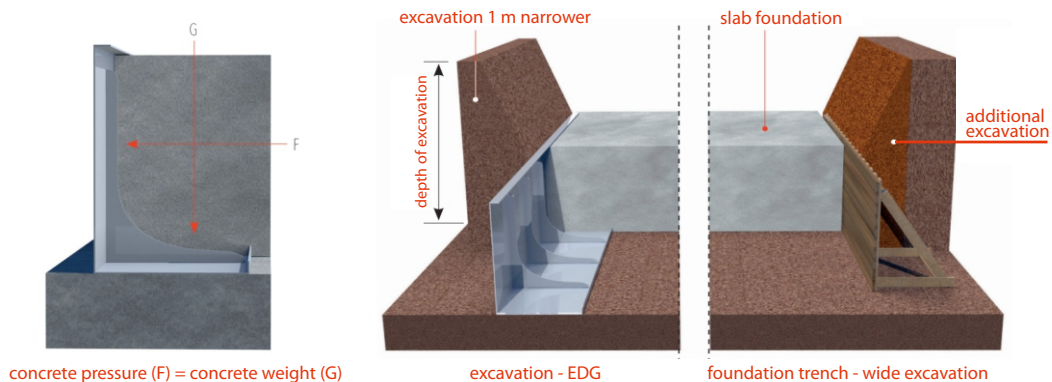 G
F
concrete pressure (F) = concrete weight (G)
excavation 1 m narrower
depth of excavation
excavation - EDG
slab foundation
additional
excavation
foundation trench - wide excavation